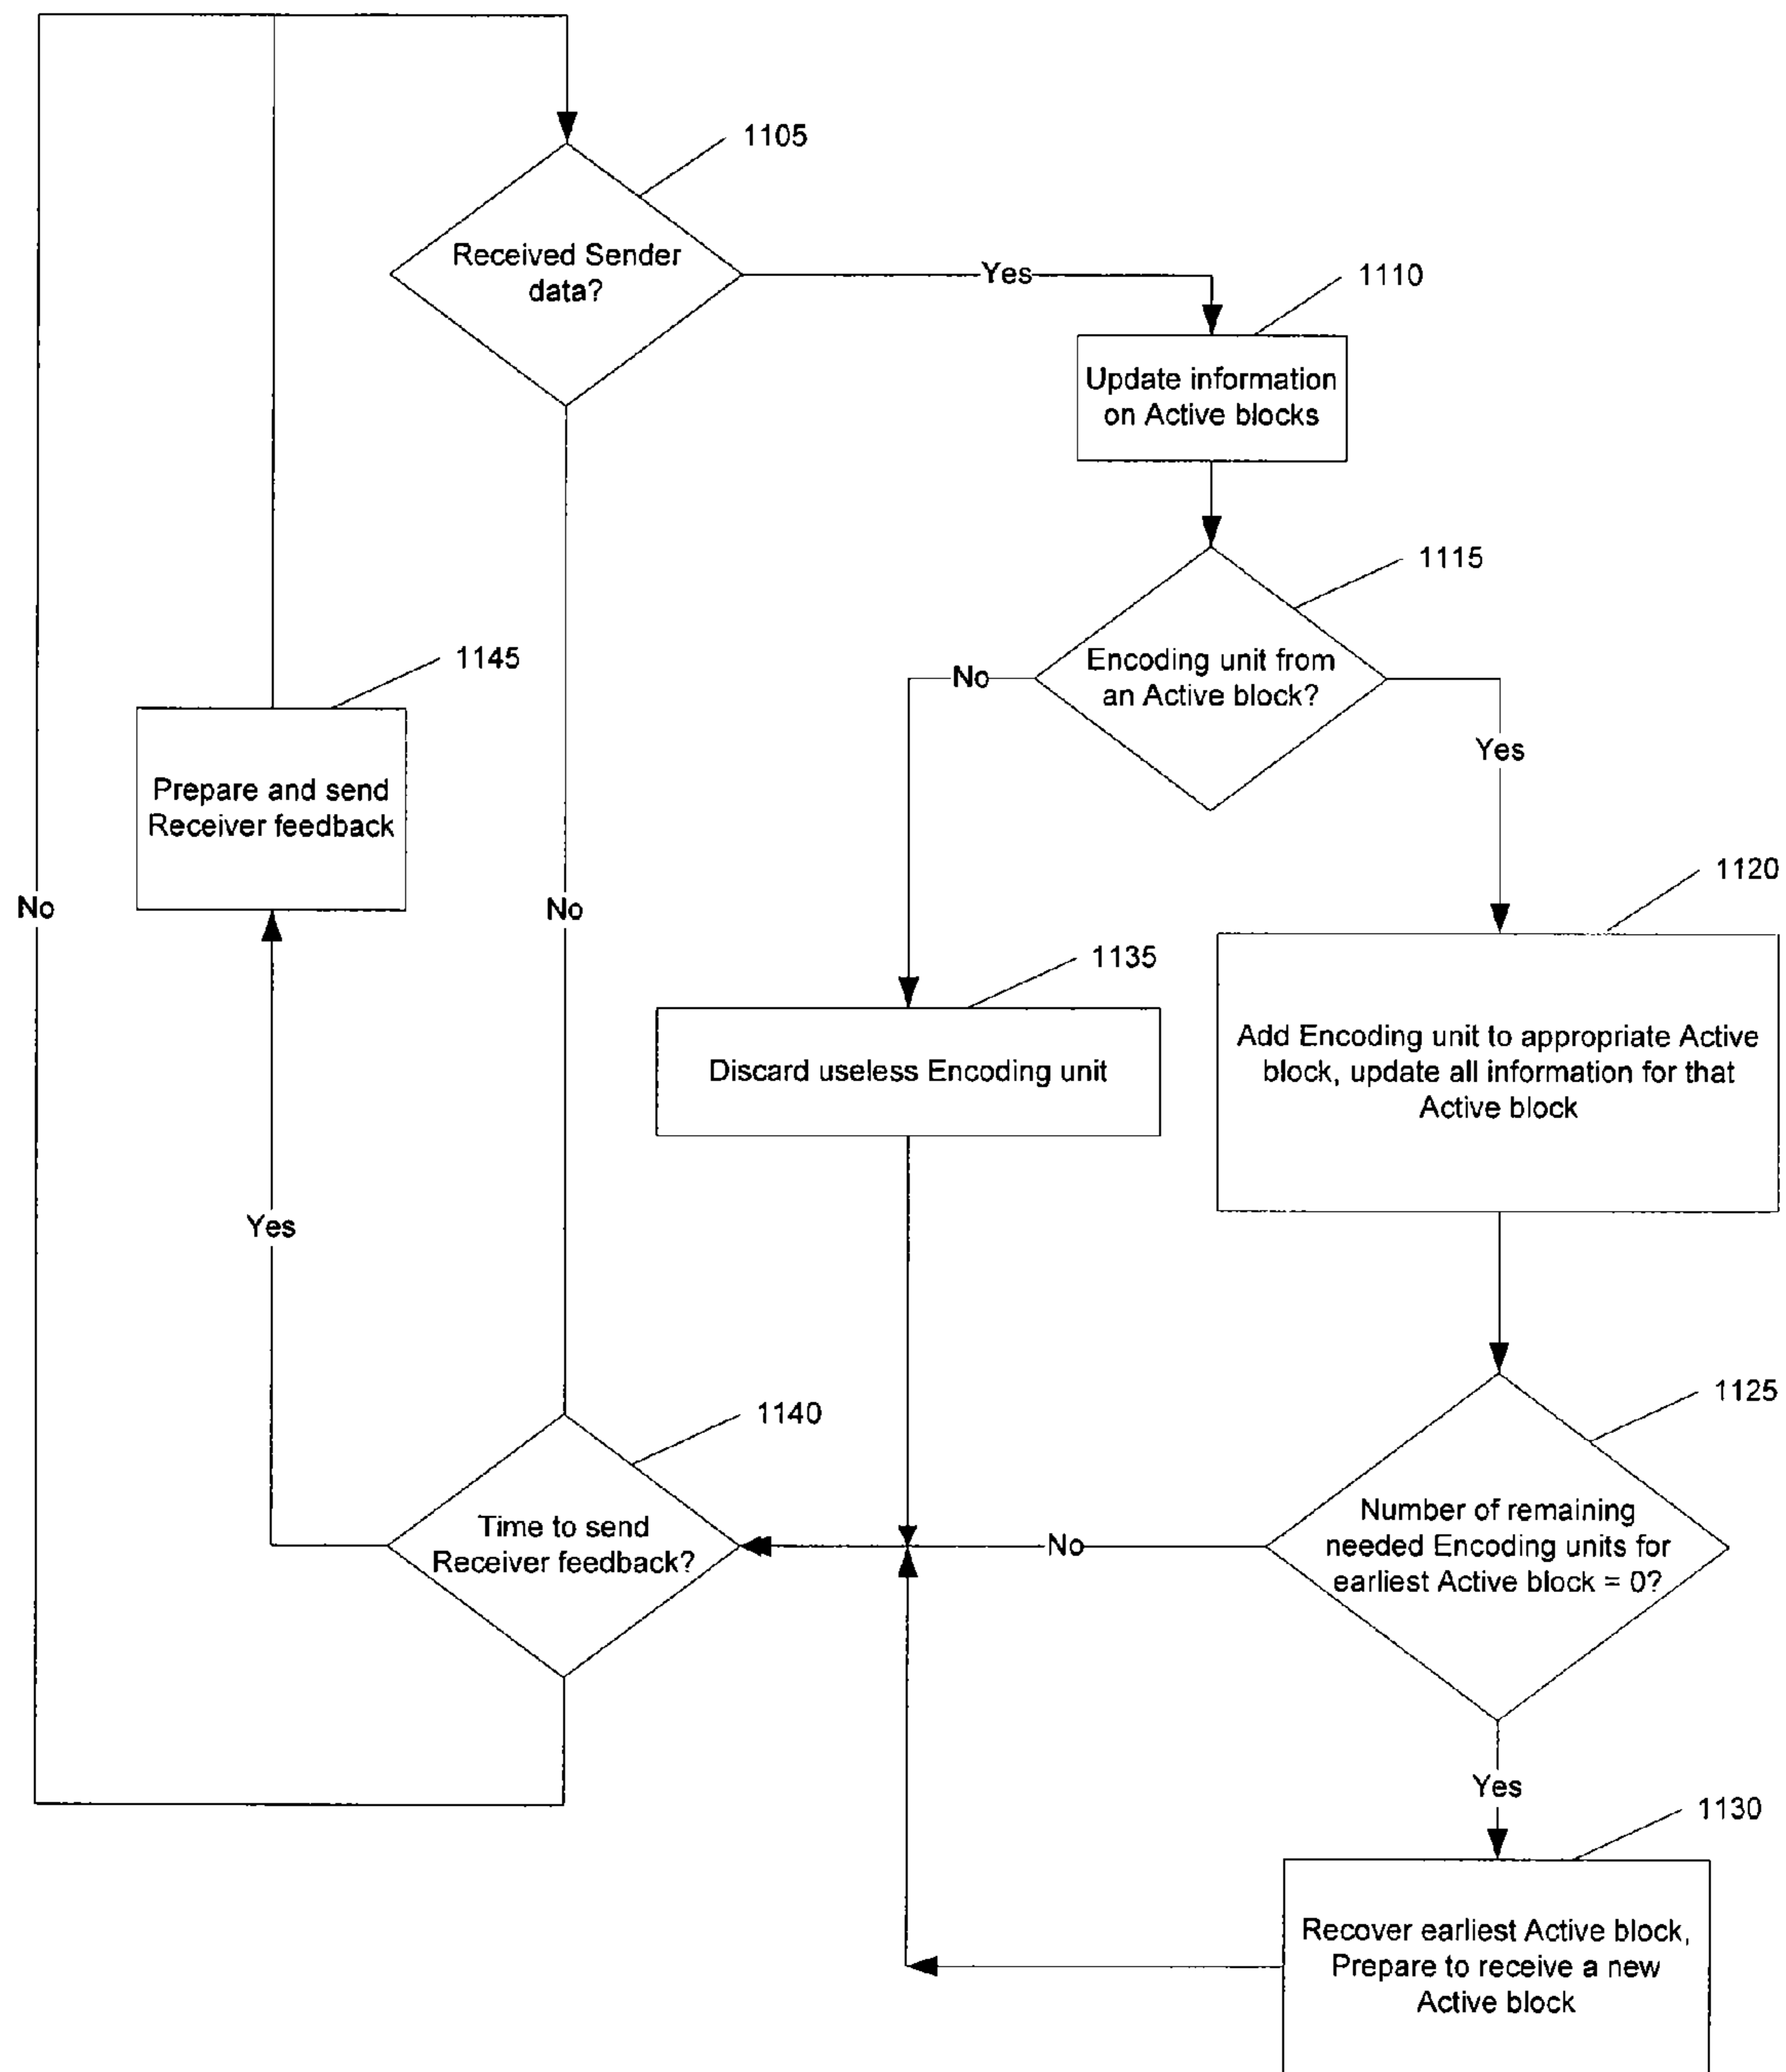 1105
Received Sender
data?
Yes
1110
Update information
on Active blocks
1115
Encoding unit from
an Active block?
No
Yes
1145
Prepare and send
Receiver feedback
No
No
1120
Add Encoding unit to appropriate Active
block, update all information for that
Active block
1135
Discard useless Encoding unit
Yes
1125
Number of remaining
needed Encoding units for
earliest Active block = 0?
1140
Time to send
Receiver feedback?
No
Yes
1130
Recover earliest Active block,
Prepare to receive a new
Active block